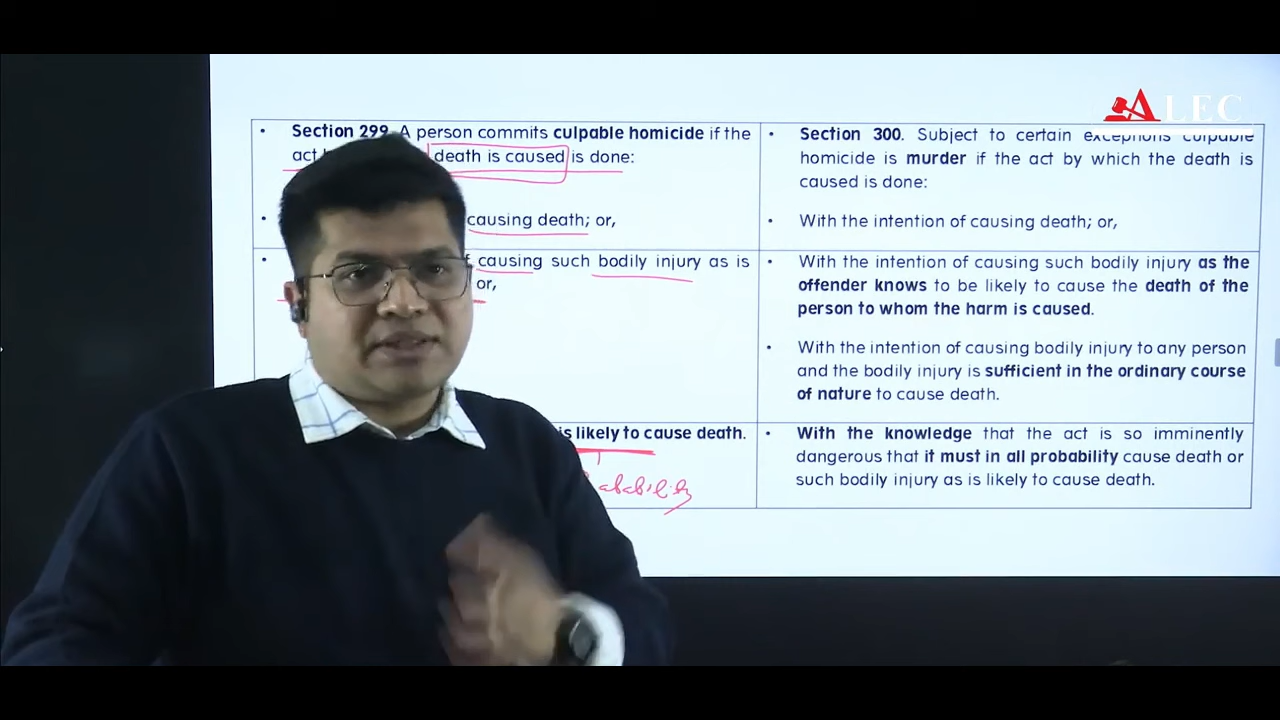 ALEC
Section 299. A person commits culpable homicide if the
act death is caused is done:
causing death; or,
causing such bodily injury as is
or,
is likely to cause death.
Section 300. Subject to certain exceptions culpable
homicide is murder if the act by which the death is
caused is done:
With the intention of causing death; or,
With the intention of causing such bodily injury as the
offender knows to be likely to cause the death of the
person to whom the harm is caused.
With the intention of causing bodily injury to any person
and the bodily injury is sufficient in the ordinary course
of nature to cause death.
With the knowledge that the act is so imminently
dangerous that it must in all probability cause death or
such bodily injury as is likely to cause death.